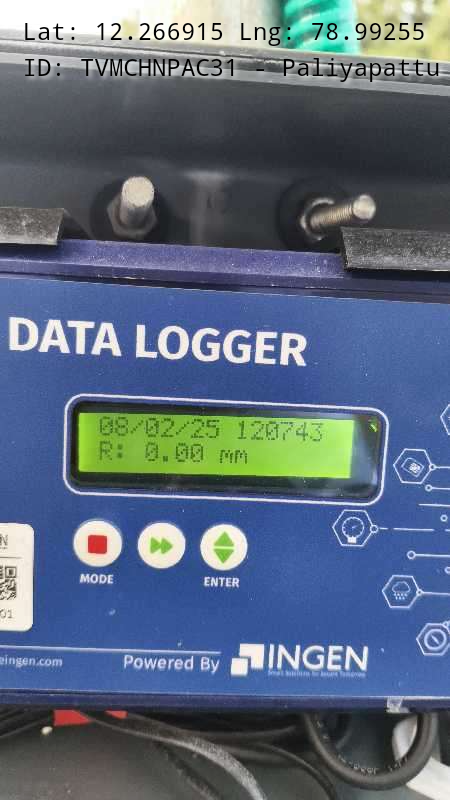 Lat: 12.266915 Lng: 78.99255
ID: TVMCHNPAC31 - Paliyapattu
DATA LOGGER
08/02/25 120743
R: 0.00 mm
MODE
ENTER
N
01
eingen.com
Powered By INGEN